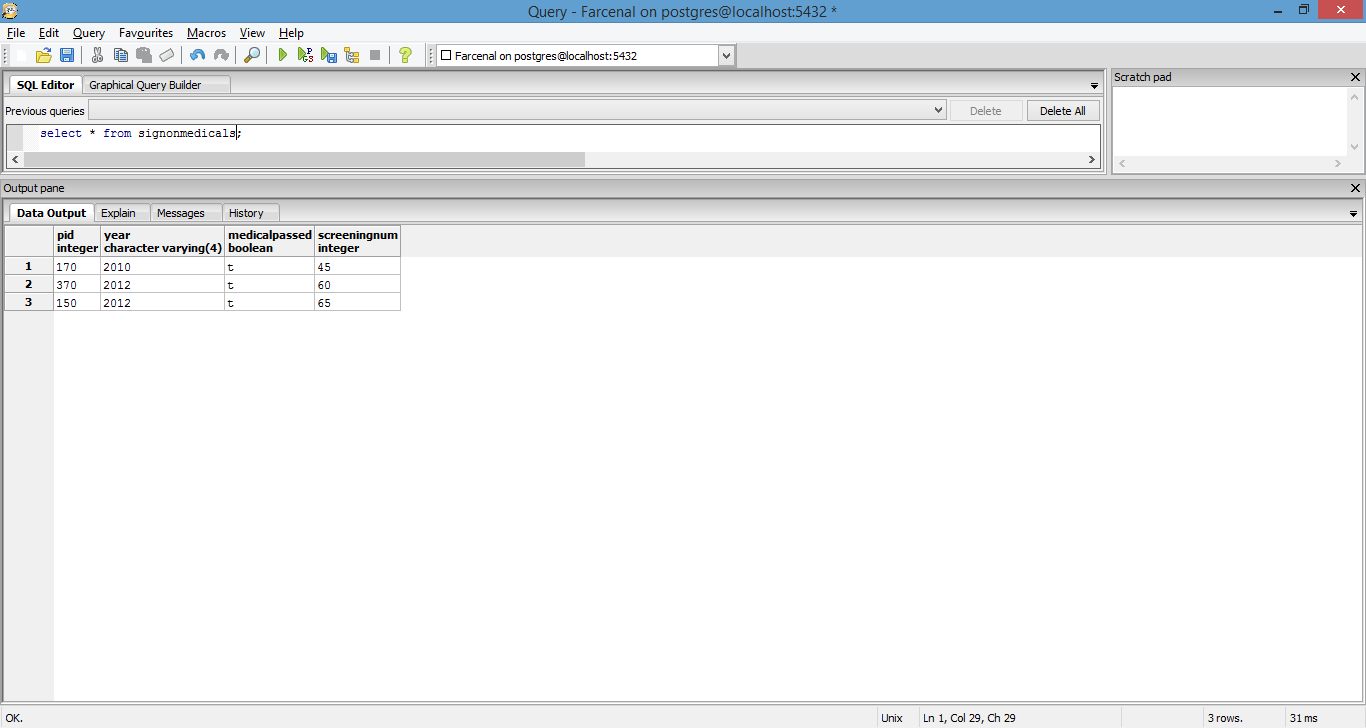 Query - Farcenal on postgres@localhost:5432 *
File Edit Query Favourites Macros View Help
Farcenal on postgres@localhost:5432
SQL Editor Graphical Query Builder
Scratch pad
Previous queries Delete Delete All
select * from signonmedicals;
Output pane
Data Output Explain Messages History
pid year medicalpassed screeningnum
integer character varying(4) boolean integer
1 170 2010 t 45
2 370 2012 t 60
3 150 2012 t 65
OK. Unix Ln 1, Col 29, Ch 29 3 rows. 31 ms